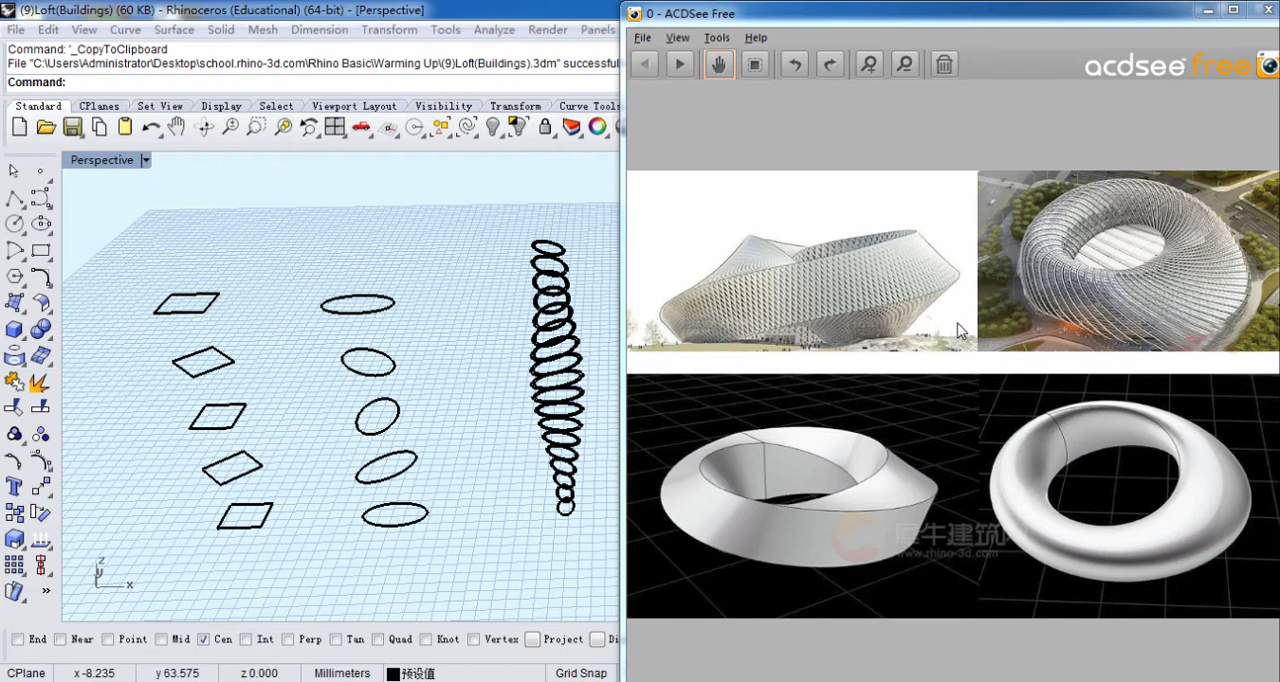 (9)Loft(Buildings) (60 KB) - Rhinoceros (Educational) (64-bit) - [Perspective]
File Edit View Curve Surface Solid Mesh Dimension Transform Tools Analyze Render Panels
Command: '_CopyToClipboard
File "C:\Users\Administrator\Desktop\school.rhino-3d.com\Rhino Basic\Warming Up\(9)Loft(Buildings).3dm" successful
Command:
Standard CPlanes Set View Display Select Viewport Layout Visibility Transform Curve Tools
Perspective
z
y
x
T
End Near Point Mid Cen Int Perp Tan Quad Knot Vertex Project Di
CPlane x -8.235 y 63.575 z 0.000 Millimeters 预设值 Grid Snap
0 - ACDSee Free
File View Tools Help
acdsee free
犀牛建筑
www.rhino-3d.com